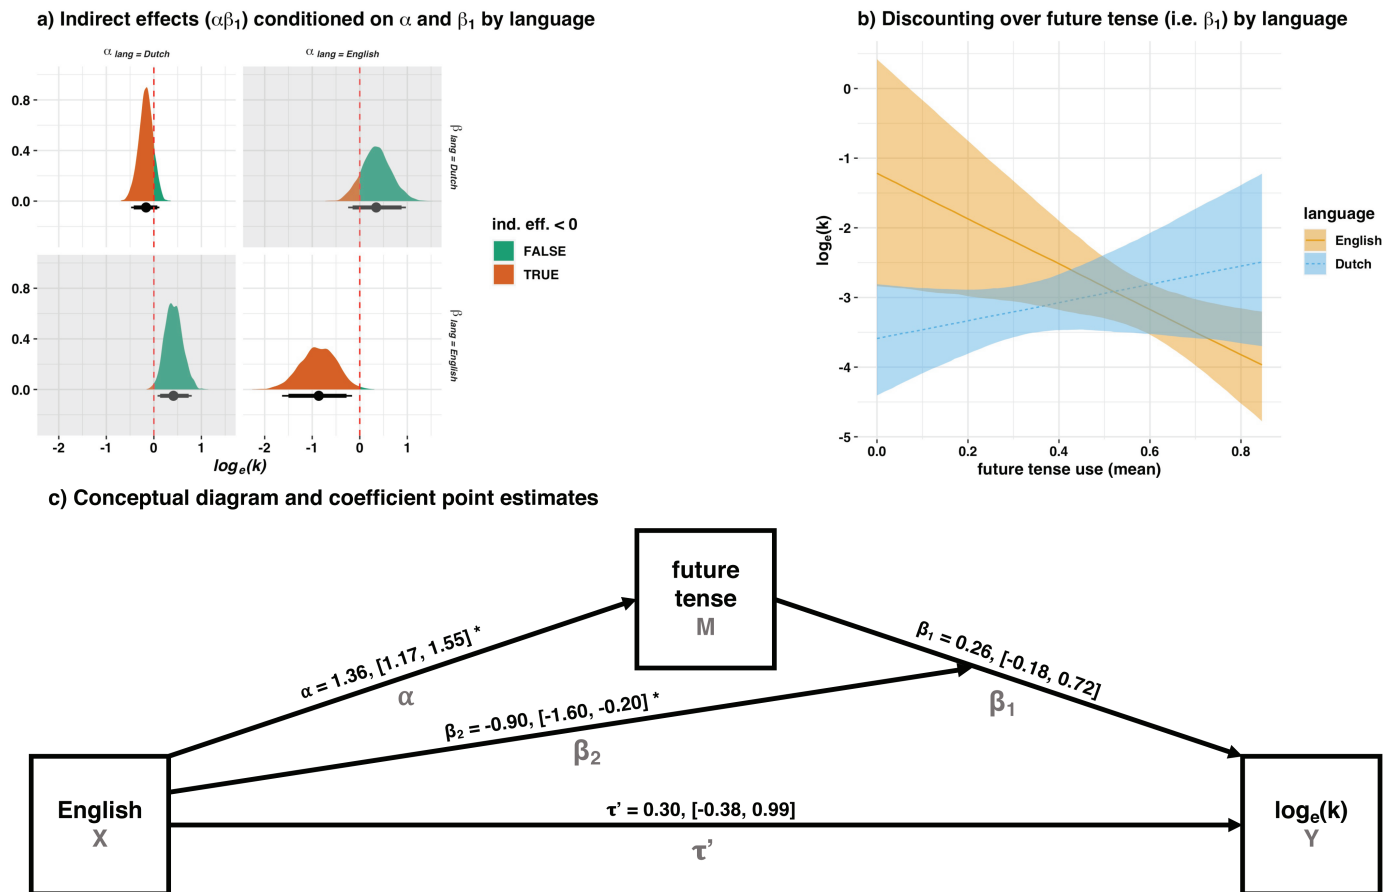 a) Indirect effects (αβ₁) conditioned on α and β₁ by language
α lang = Dutch
α lang = English
0.8
0.4
0.0
β lang = Dutch
0.8
0.4
0.0
β lang = English
-2
-1
0
1
-2
-1
0
1
logₑ(k)
ind. eff. < 0
FALSE
TRUE
b) Discounting over future tense (i.e. β₁) by language
0
-1
-2
-3
-4
-5
logₑ(k)
0.0
0.2
0.4
0.6
0.8
future tense use (mean)
language
English
Dutch
c) Conceptual diagram and coefficient point estimates
future
tense
M
α = 1.36, [1.17, 1.55] *
α
β₁ = 0.26, [-0.18, 0.72]
β₁
β₂ = -0.90, [-1.60, -0.20] *
β₂
English
X
τ’ = 0.30, [-0.38, 0.99]
τ’
logₑ(k)
Y